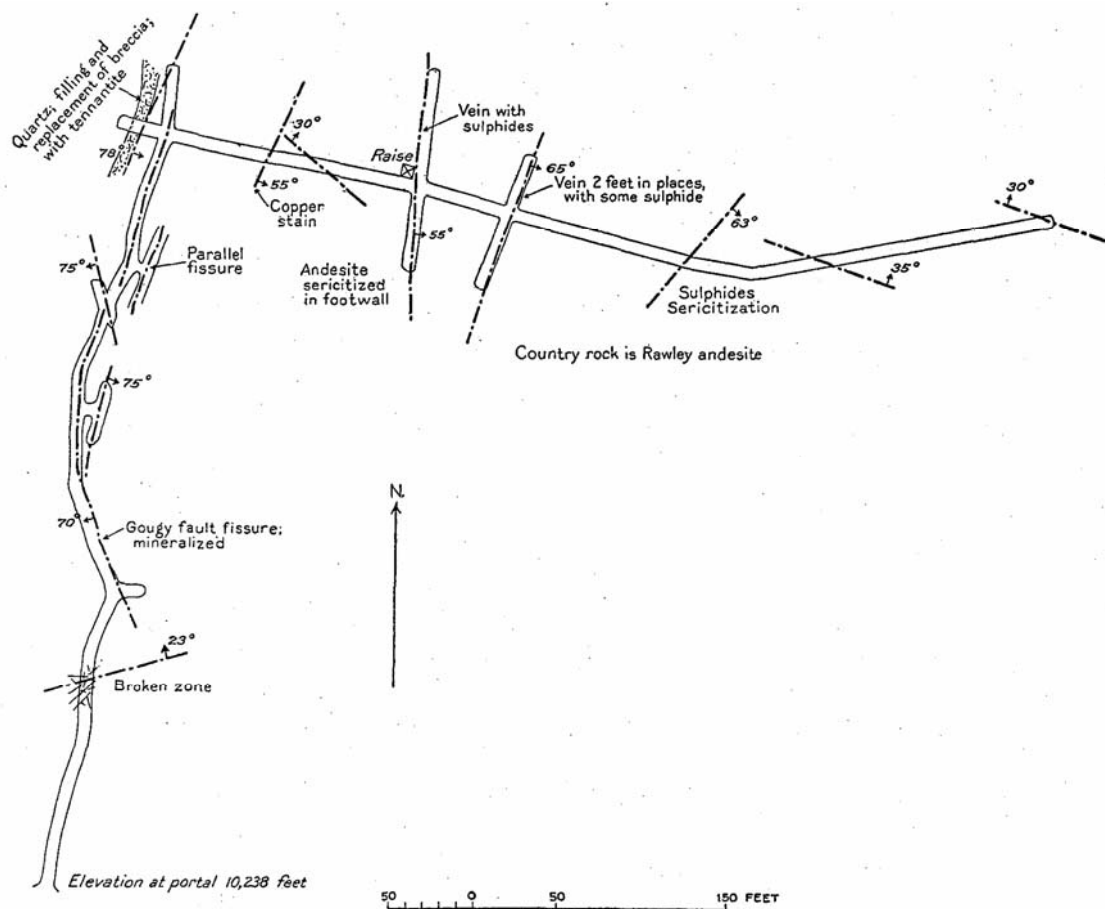 Quartz; filling and
replacement of breccia;
with tennantite
78°
30°
55°
Copper
stain
Raise
Vein with
sulphides
65°
Vein 2 feet in places,
with some sulphide
55°
Andesite
sericitized
in footwall
63°
30°
35°
Sulphides
Sericitization
Country rock is Rawley andesite
Parallel
fissure
75°
75°
70°
Gougy fault fissure;
mineralized
N.
23°
Broken zone
Elevation at portal 10,238 feet
50 0 50 150 FEET